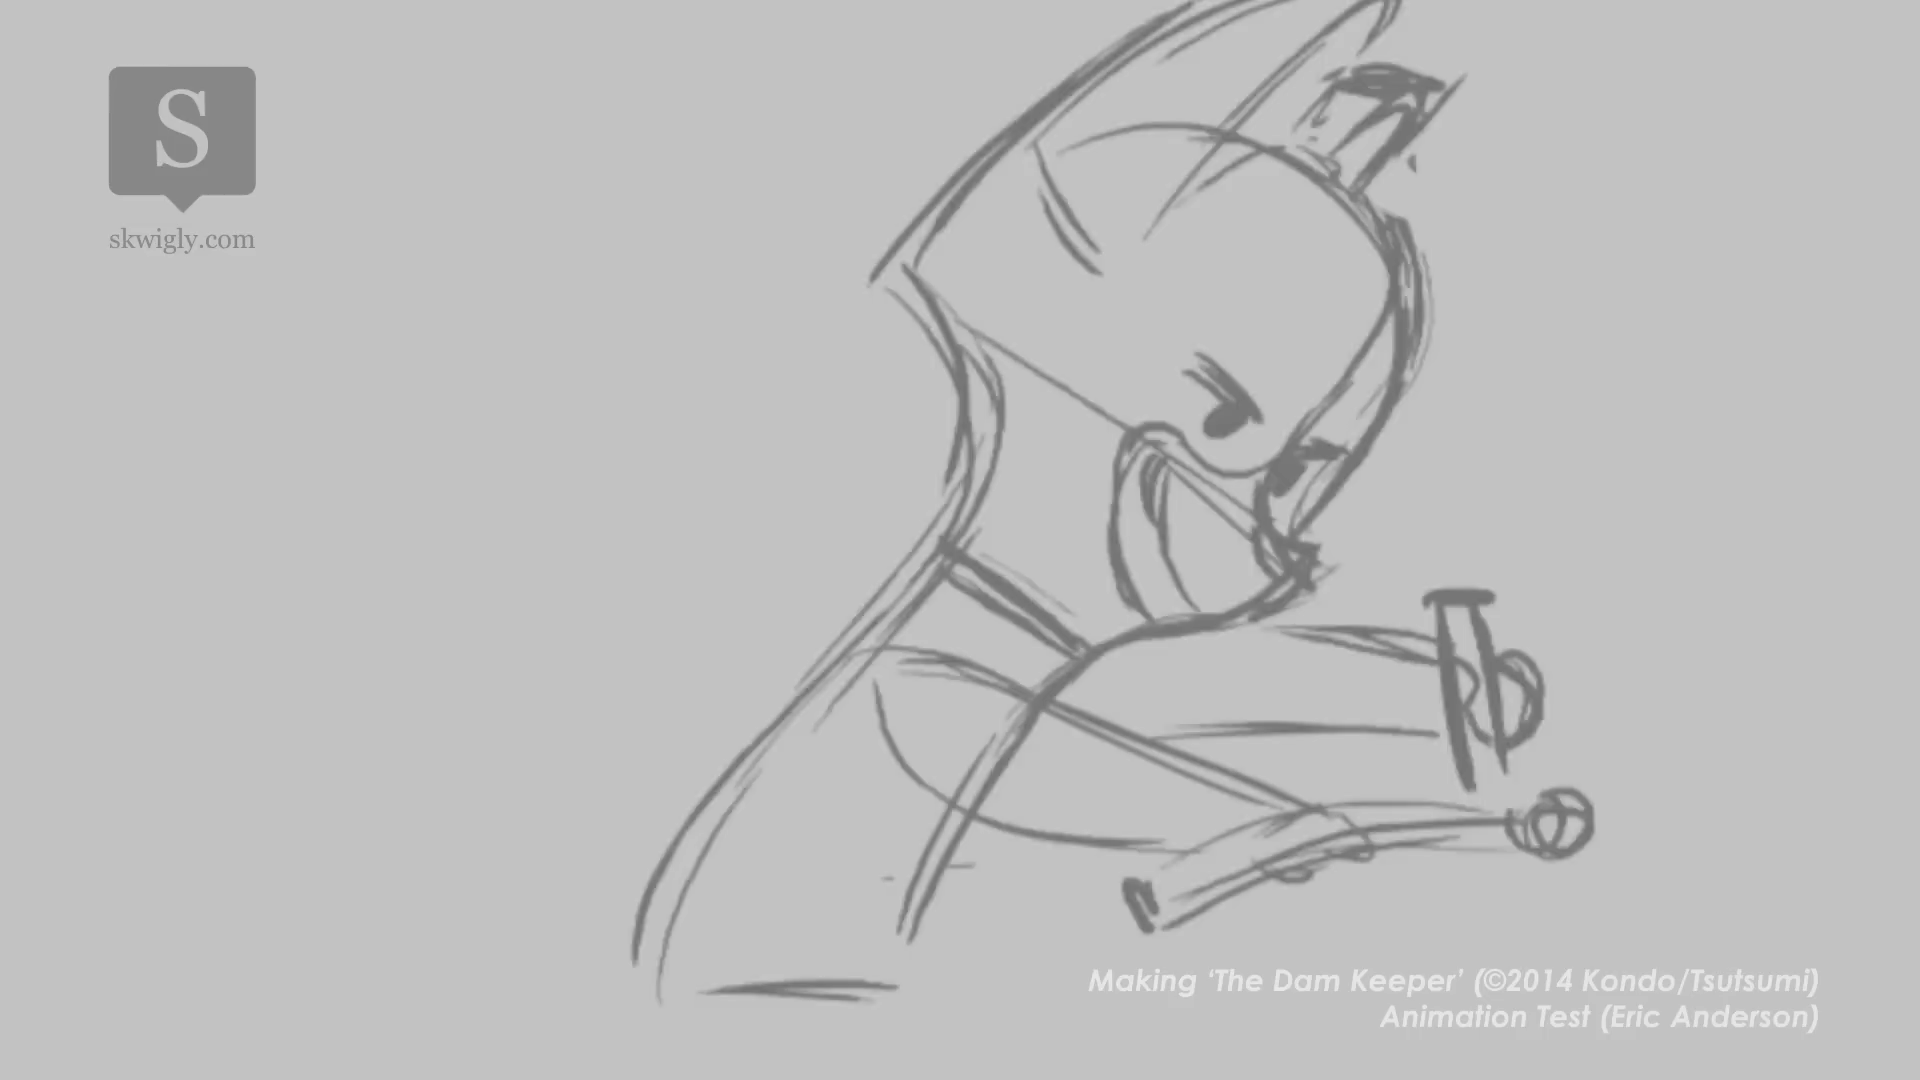 S
skwigly.com
Making ‘The Dam Keeper’ (©2014 Kondo/Tsutsumi)
Animation Test (Eric Anderson)